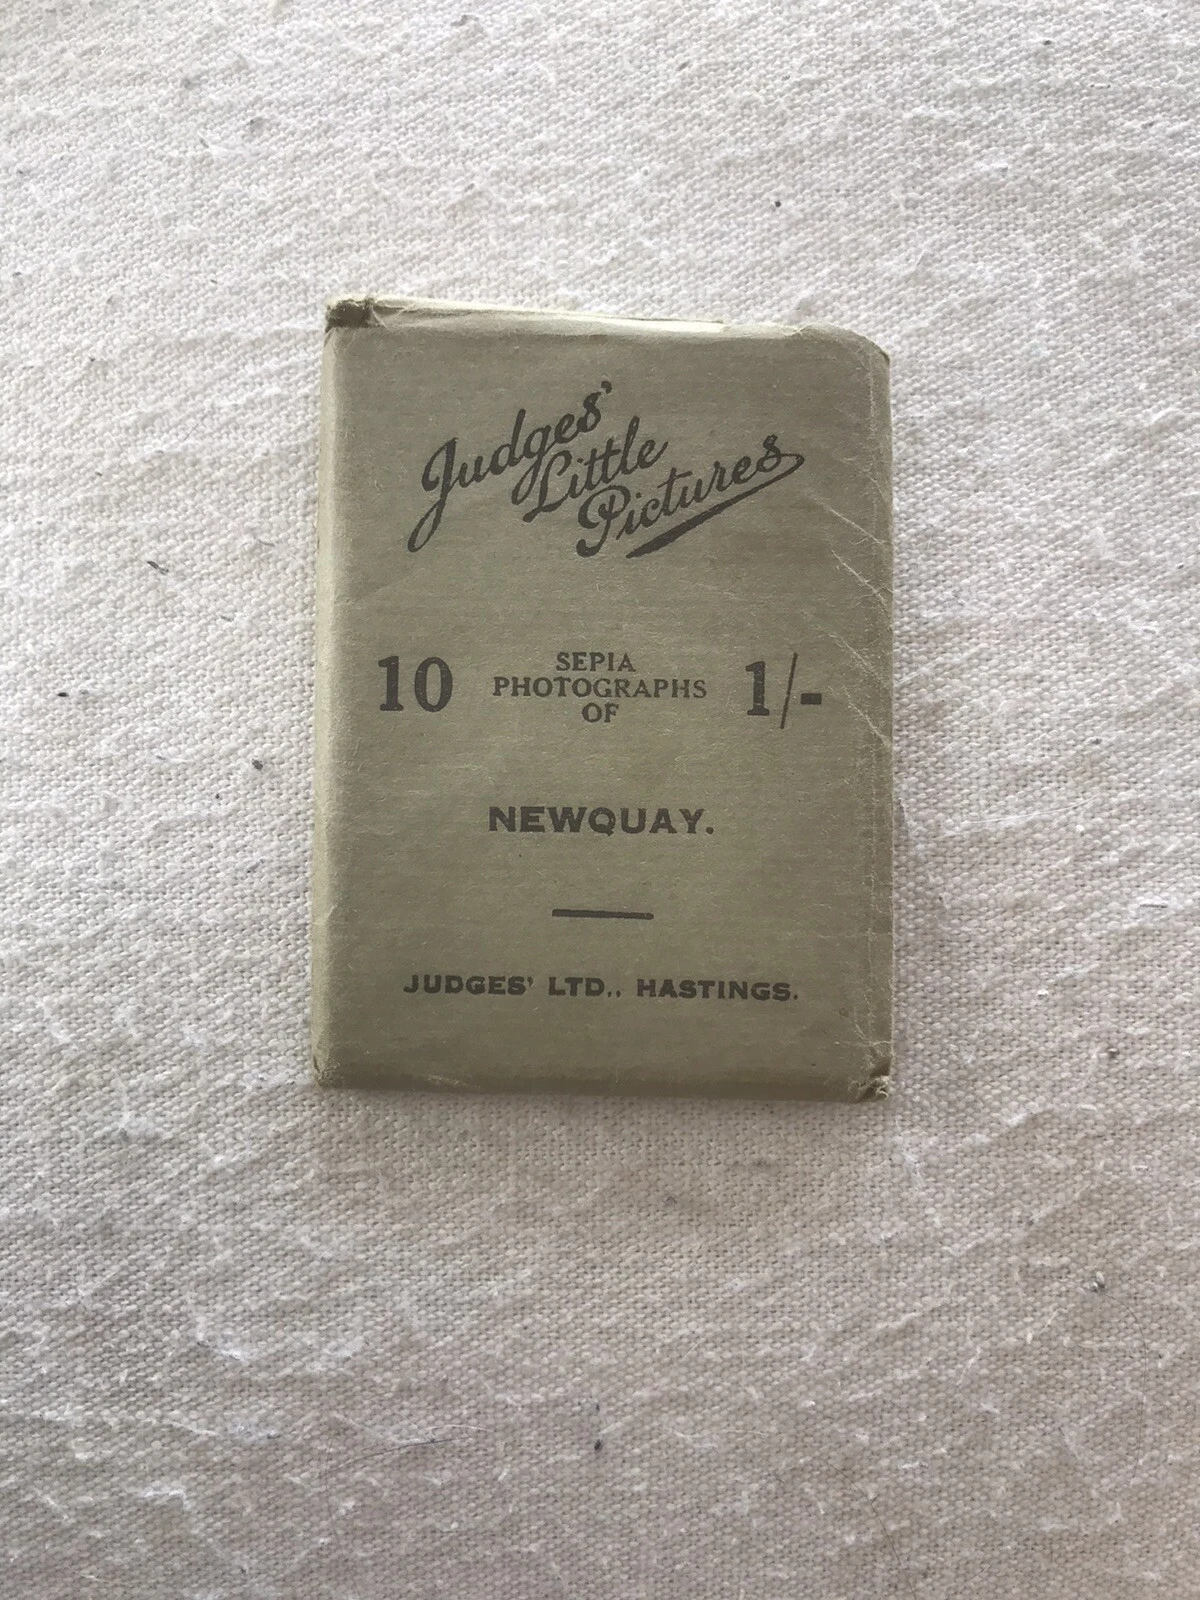 Judges'
Little
Pictures
10 SEPIA PHOTOGRAPHS OF 1/-
NEWQUAY.
JUDGES' LTD., HASTINGS.